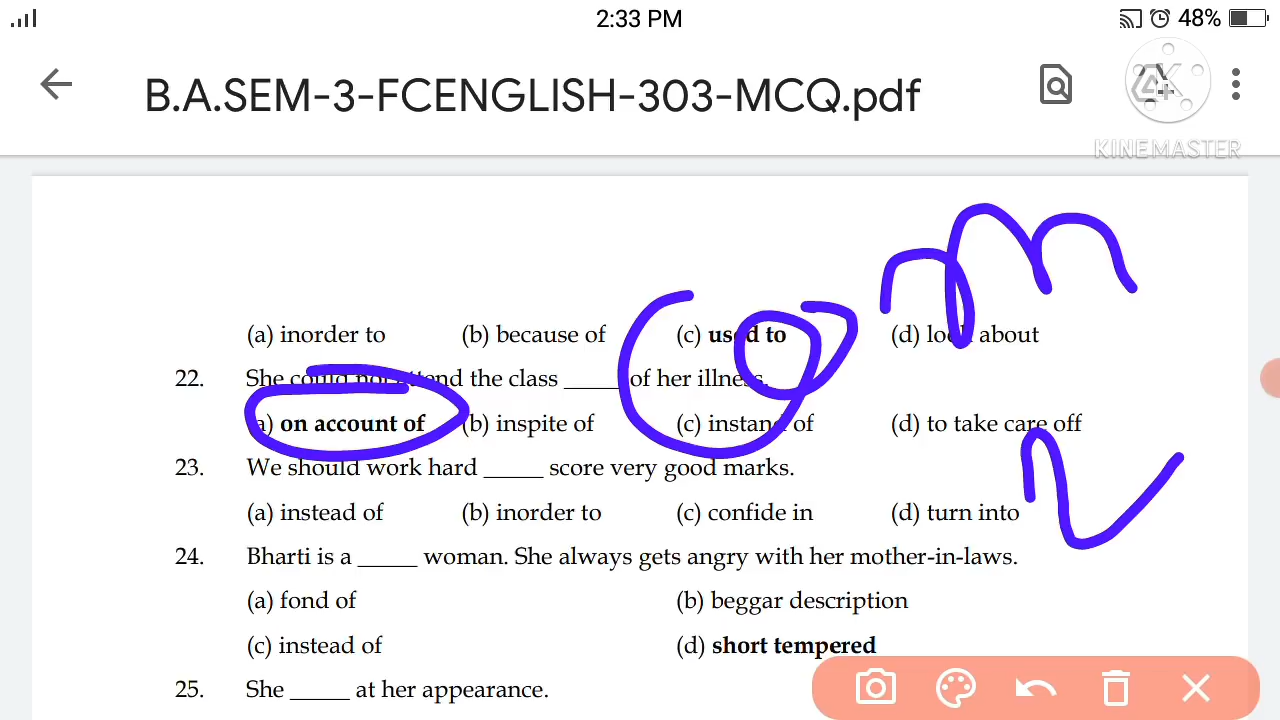 2:33 PM 48%
B.A.SEM-3-FCENGLISH-303-MCQ.pdf
KINEMASTER
(a) inorder to (b) because of (c) used to (d) look about
22. She could not attend the class _____ of her illness.
(a) on account of (b) inspite of (c) instand of (d) to take care off
23. We should work hard _____ score very good marks.
(a) instead of (b) inorder to (c) confide in (d) turn into
24. Bharti is a _____ woman. She always gets angry with her mother-in-laws.
(a) fond of (b) beggar description
(c) instead of (d) short tempered
25. She _____ at her appearance.